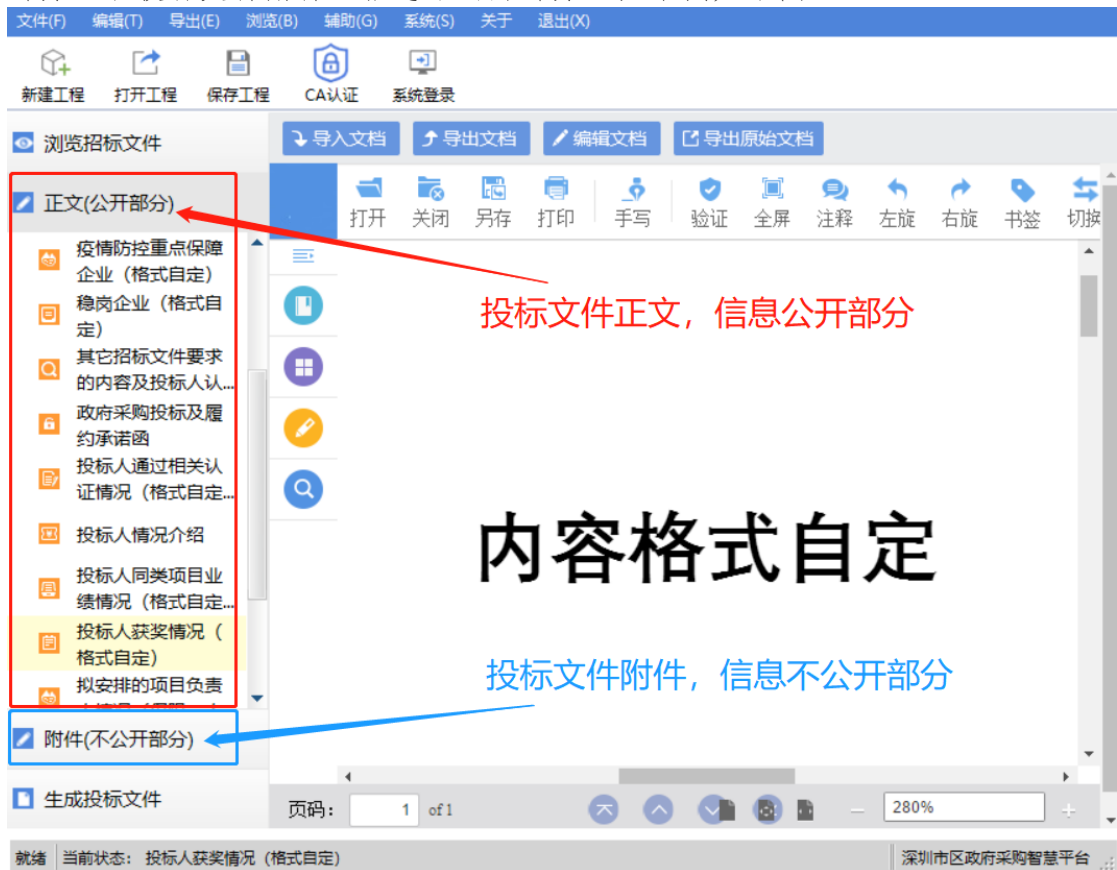 文件(F) 编辑(T) 导出(E) 浏览(B) 辅助(G) 系统(S) 关于 退出(X)
新建工程 打开工程 保存工程 CA认证 系统登录
浏览招标文件
导入文档 导出文档 编辑文档 导出原始文档
正文(公开部分)
打开 关闭 另存 打印 手写 验证 全屏 注释 左旋 右旋 书签 切换
疫情防控重点保障
企业（格式自定）
稳岗企业（格式自
定）
其它招标文件要求
的内容及投标人认...
政府采购投标及履
约承诺函
投标人通过相关认
证情况（格式自定...
投标人情况介绍
投标人同类项目业
绩情况（格式自定...
投标人获奖情况（
格式自定）
拟安排的项目负责
投标文件正文，信息公开部分
内容格式自定
投标文件附件，信息不公开部分
附件(不公开部分)
生成投标文件
页码： 1 of 1 280%
就绪 当前状态：投标人获奖情况（格式自定） 深圳市区政府采购智慧平台